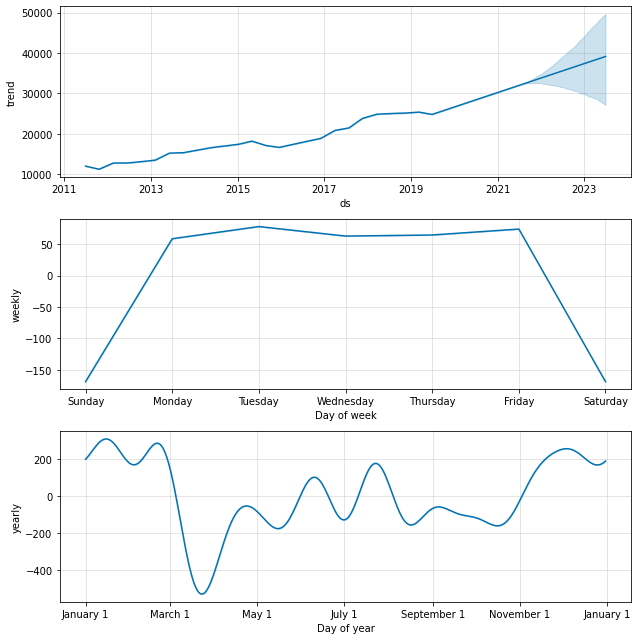 50000
40000
30000
20000
10000
trend
2011 2013 2015 2017 2019 2021 2023
ds
50
0
−50
−100
−150
weekly
Sunday Monday Tuesday Wednesday Thursday Friday Saturday
Day of week
200
0
−200
−400
yearly
January 1 March 1 May 1 July 1 September 1 November 1 January 1
Day of year